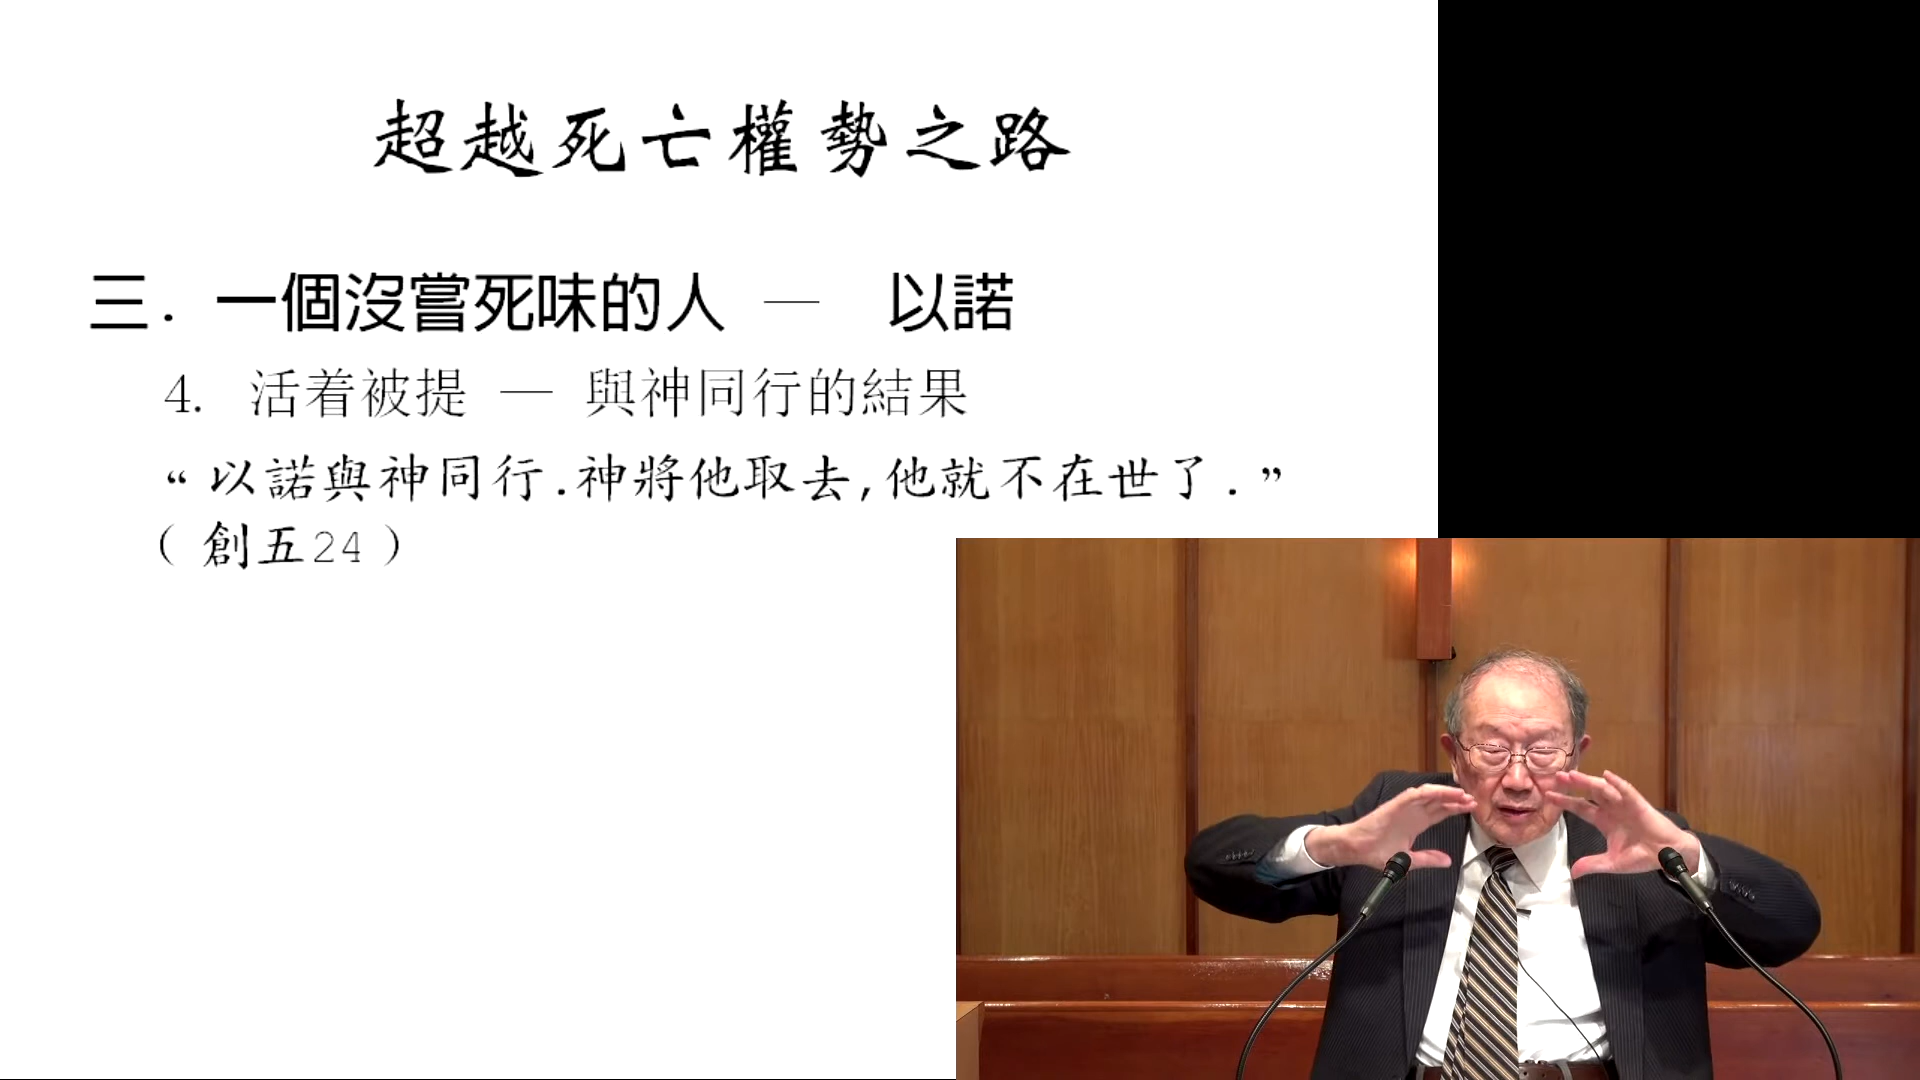 超越死亡權勢之路
三. 一個沒嘗死味的人 — 以諾
4. 活着被提 — 與神同行的結果
“以諾與神同行.神將他取去,他就不在世了.”
(創五24)